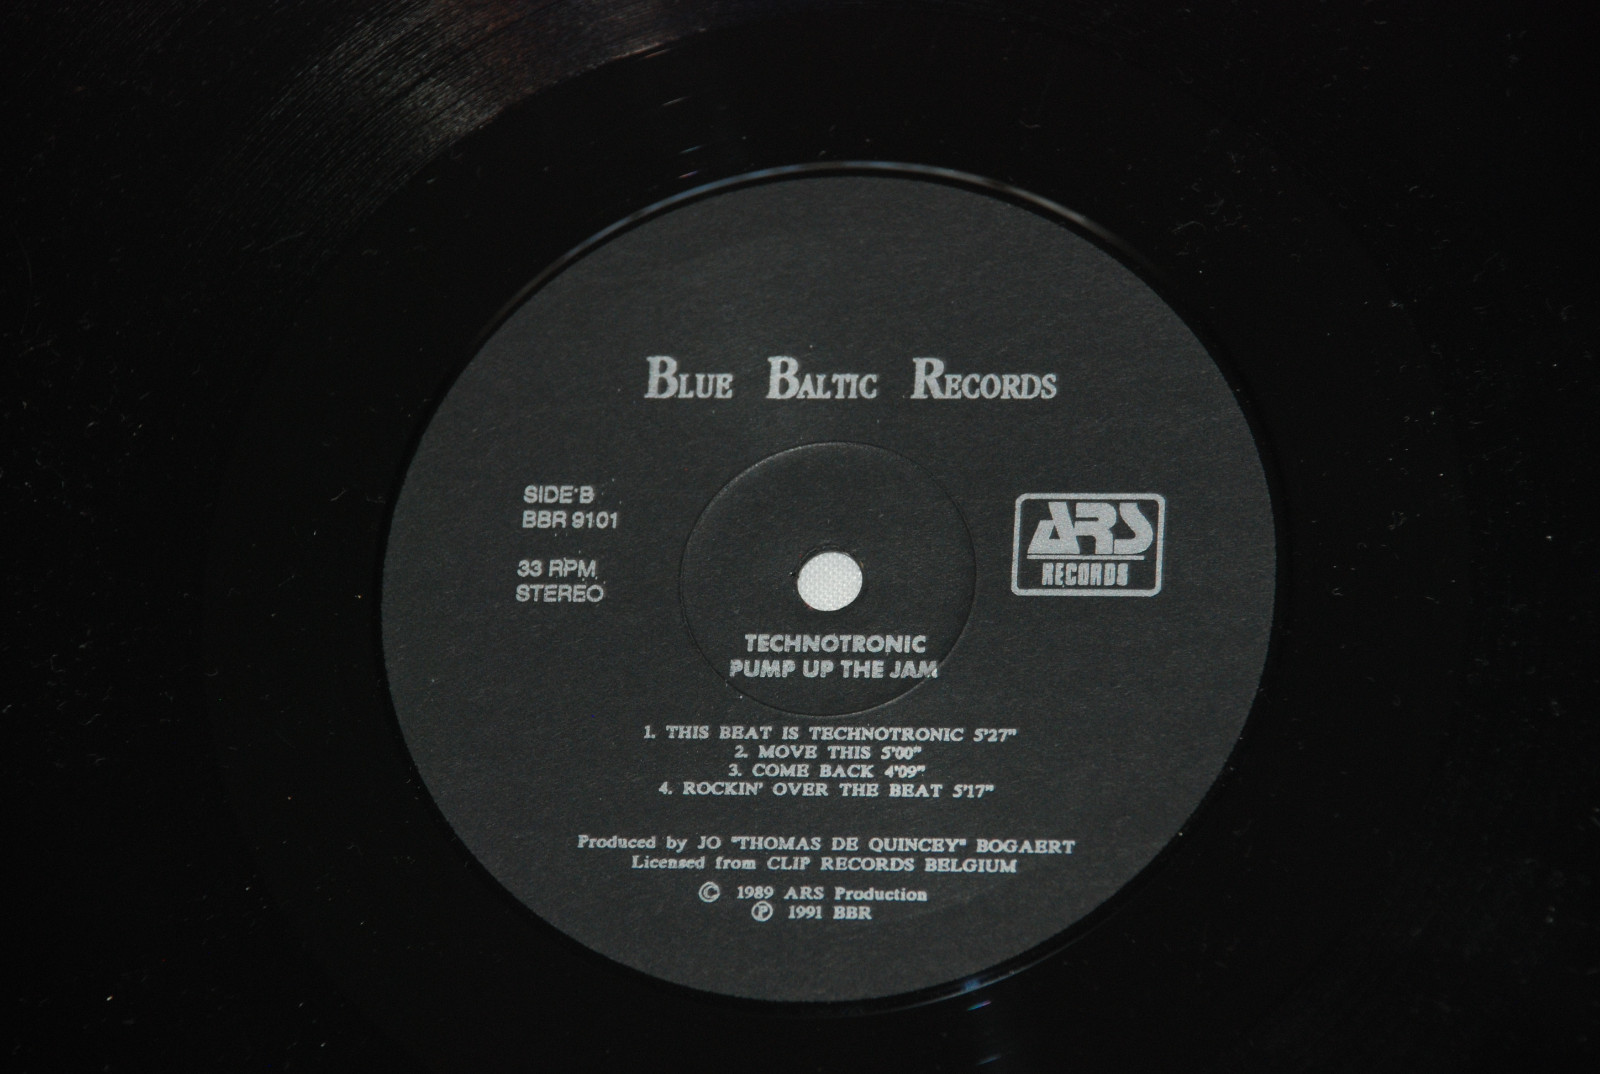 BLUE BALTIC RECORDS
SIDE B
BBR 9101
33 RPM
STEREO
ARS
RECORDS
TECHNOTRONIC
PUMP UP THE JAM
1. THIS BEAT IS TECHNOTRONIC 5'27"
2. MOVE THIS 5'00"
3. COME BACK 4'09"
4. ROCKIN' OVER THE BEAT 5'17"
Produced by JO "THOMAS DE QUINCEY" BOGAERT
Licensed from CLIP RECORDS BELGIUM
© 1989 ARS Production
℗ 1991 BBR